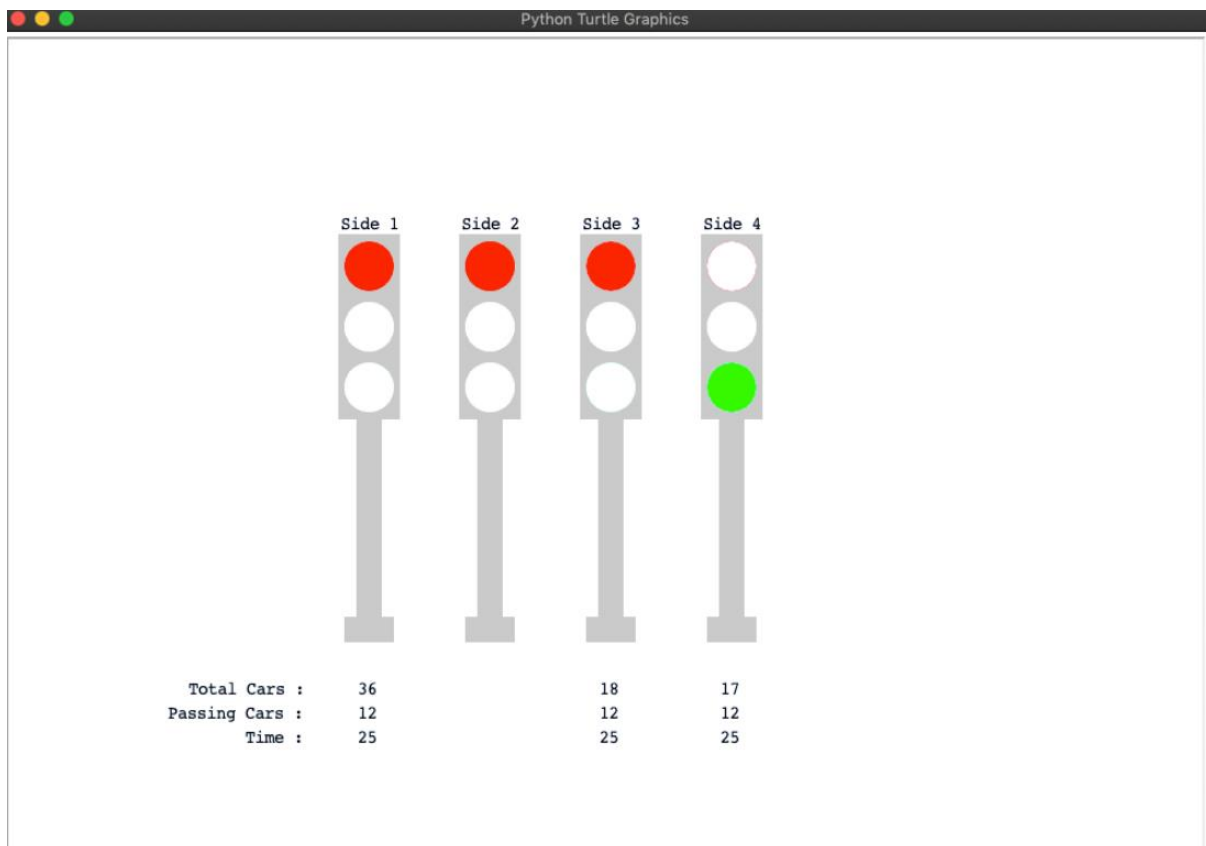 Python Turtle Graphics
Side 1 Side 2 Side 3 Side 4
Total Cars : 36 18 17
Passing Cars : 12 12 12
Time : 25 25 25